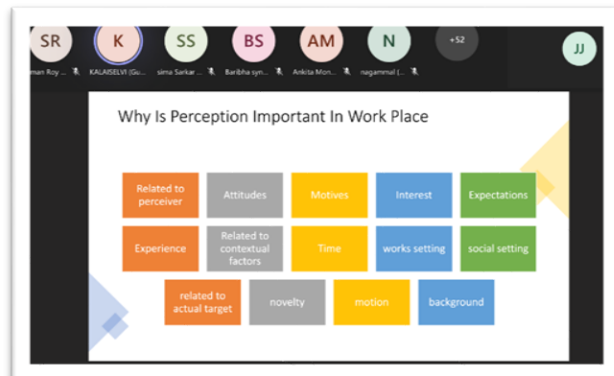 SR K SS BS AM N +52 JJ
man Roy ... KALAISELVI (Gu... sima Sarkar ... Baribha syn... Ankita Mon... nagammal (...
Why Is Perception Important In Work Place
Related to perceiver
Attitudes
Motives
Interest
Expectations
Experience
Related to contextual factors
Time
works setting
social setting
related to actual target
novelty
motion
background